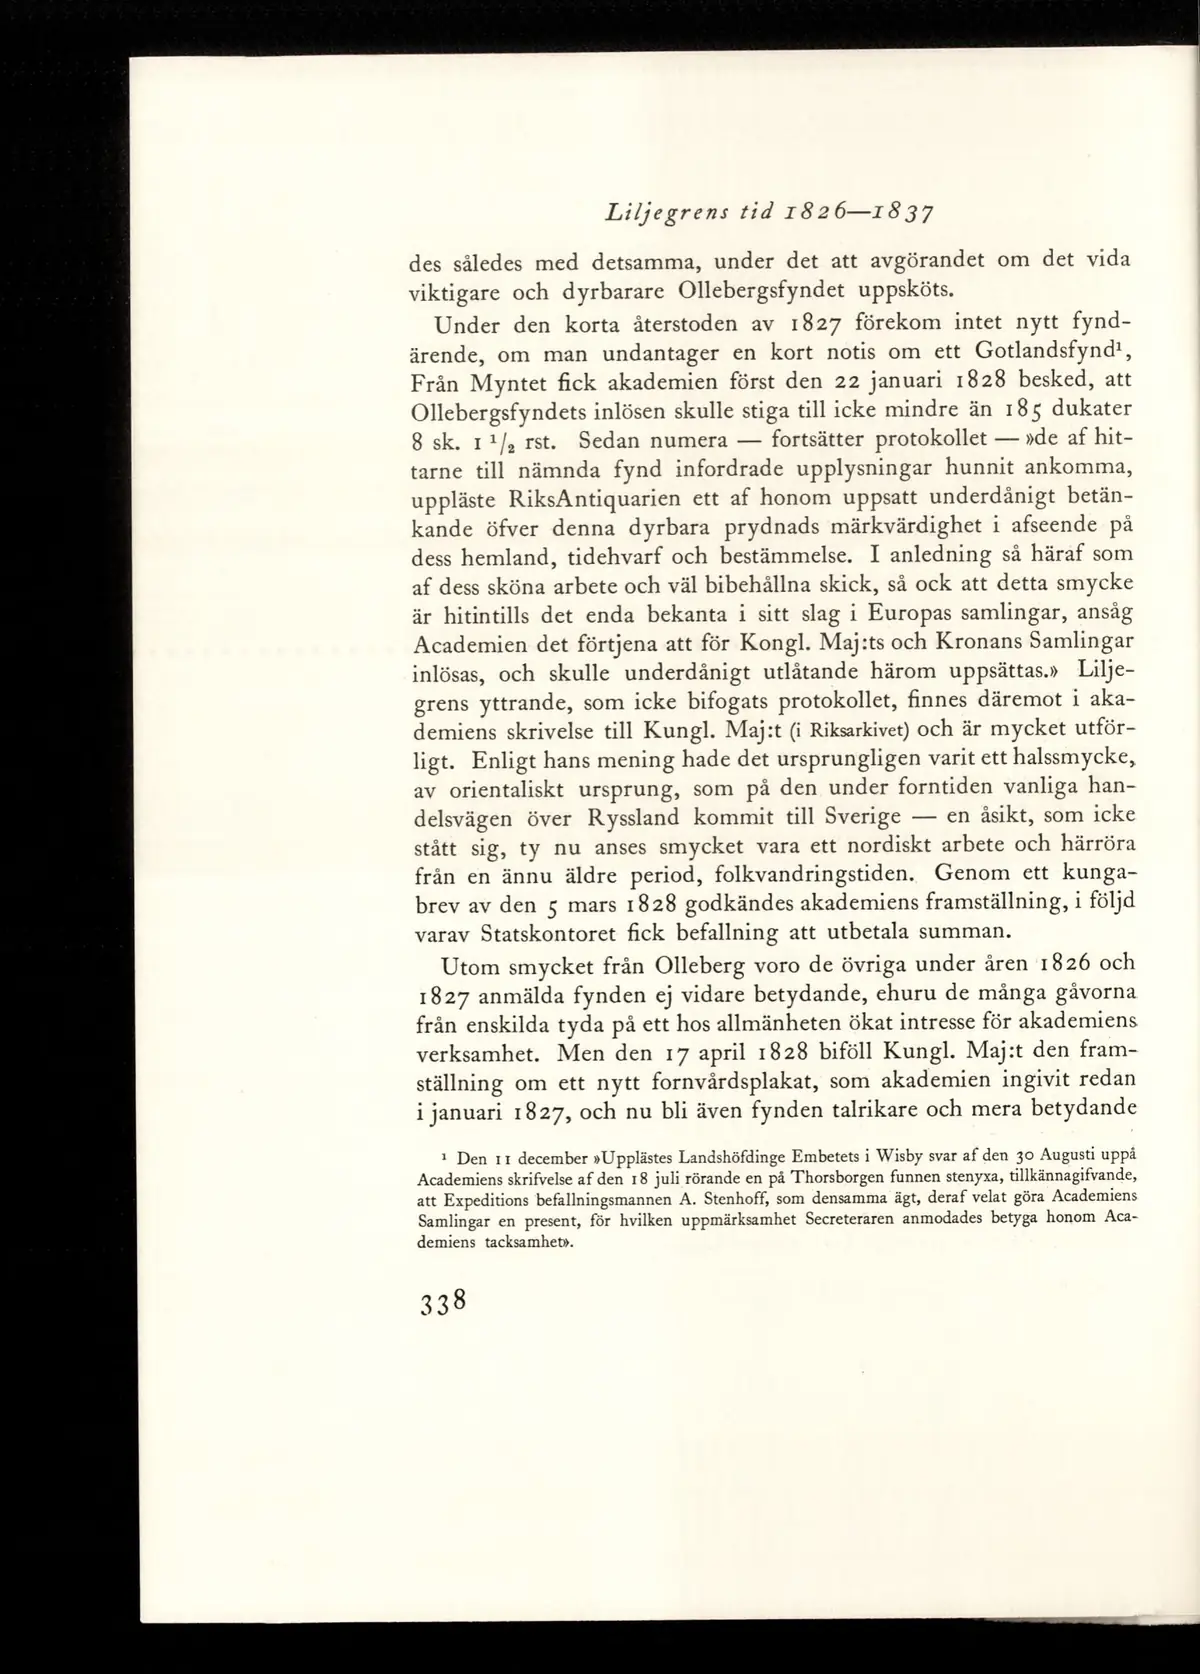 Liljegrens tid 1826—1837
des således med detsamma, under det att avgörandet om det vida
viktigare och dyrbarare Ollebergsfyndet uppsköts.
Under den korta återstoden av 1827 förekom intet nytt fynd-
ärende, om man undantager en kort notis om ett Gotlandsfynd¹,
Från Myntet fick akademien först den 22 januari 1828 besked, att
Ollebergsfyndets inlösen skulle stiga till icke mindre än 185 dukater
8 sk. 1 ¹/₂ rst. Sedan numera — fortsätter protokollet — »de af hit-
tarne till nämnda fynd infordrade upplysningar hunnit ankomma,
uppläste RiksAntiquarien ett af honom uppsatt underdånigt betän-
kande öfver denna dyrbara prydnads märkvärdighet i afseende på
dess hemland, tidehvarf och bestämmelse. I anledning så häraf som
af dess sköna arbete och väl bibehållna skick, så ock att detta smycke
är hitintills det enda bekanta i sitt slag i Europas samlingar, ansåg
Academien det förtjena att för Kongl. Maj:ts och Kronans Samlingar
inlösas, och skulle underdånigt utlåtande härom uppsättas.» Lilje-
grens yttrande, som icke bifogats protokollet, finnes däremot i aka-
demiens skrivelse till Kungl. Maj:t (i Riksarkivet) och är mycket utför-
ligt. Enligt hans mening hade det ursprungligen varit ett halssmycke,
av orientaliskt ursprung, som på den under forntiden vanliga han-
delsvägen över Ryssland kommit till Sverige — en åsikt, som icke
stått sig, ty nu anses smycket vara ett nordiskt arbete och härröra
från en ännu äldre period, folkvandringstiden. Genom ett kunga-
brev av den 5 mars 1828 godkändes akademiens framställning, i följd
varav Statskontoret fick befallning att utbetala summan.
Utom smycket från Olleberg voro de övriga under åren 1826 och
1827 anmälda fynden ej vidare betydande, ehuru de många gåvorna
från enskilda tyda på ett hos allmänheten ökat intresse för akademiens
verksamhet. Men den 17 april 1828 biföll Kungl. Maj:t den fram-
ställning om ett nytt fornvårdsplakat, som akademien ingivit redan
i januari 1827, och nu bli även fynden talrikare och mera betydande
¹ Den 11 december »Upplästes Landshöfdinge Embetets i Wisby svar af den 30 Augusti uppå
Academiens skrifvelse af den 18 juli rörande en på Thorsborgen funnen stenyxa, tillkännagifvande,
att Expeditions befallningsmannen A. Stenhoff, som densamma ägt, deraf velat göra Academiens
Samlingar en present, för hvilken uppmärksamhet Secreteraren anmodades betyga honom Aca-
demiens tacksamhet».
338